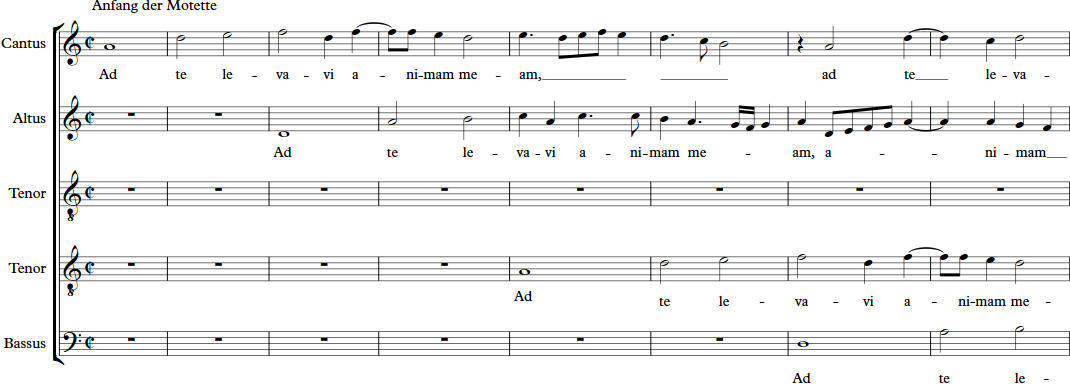 Anfang der Motette
Cantus
Ad te le - va - vi a - ni-mam me - am, ad te le - va -
Altus
Ad te le - va - vi a - ni-mam me - am, a - - ni - mam
Tenor
Tenor
Ad te le - va - vi a - ni-mam me -
Bassus
Ad te le -